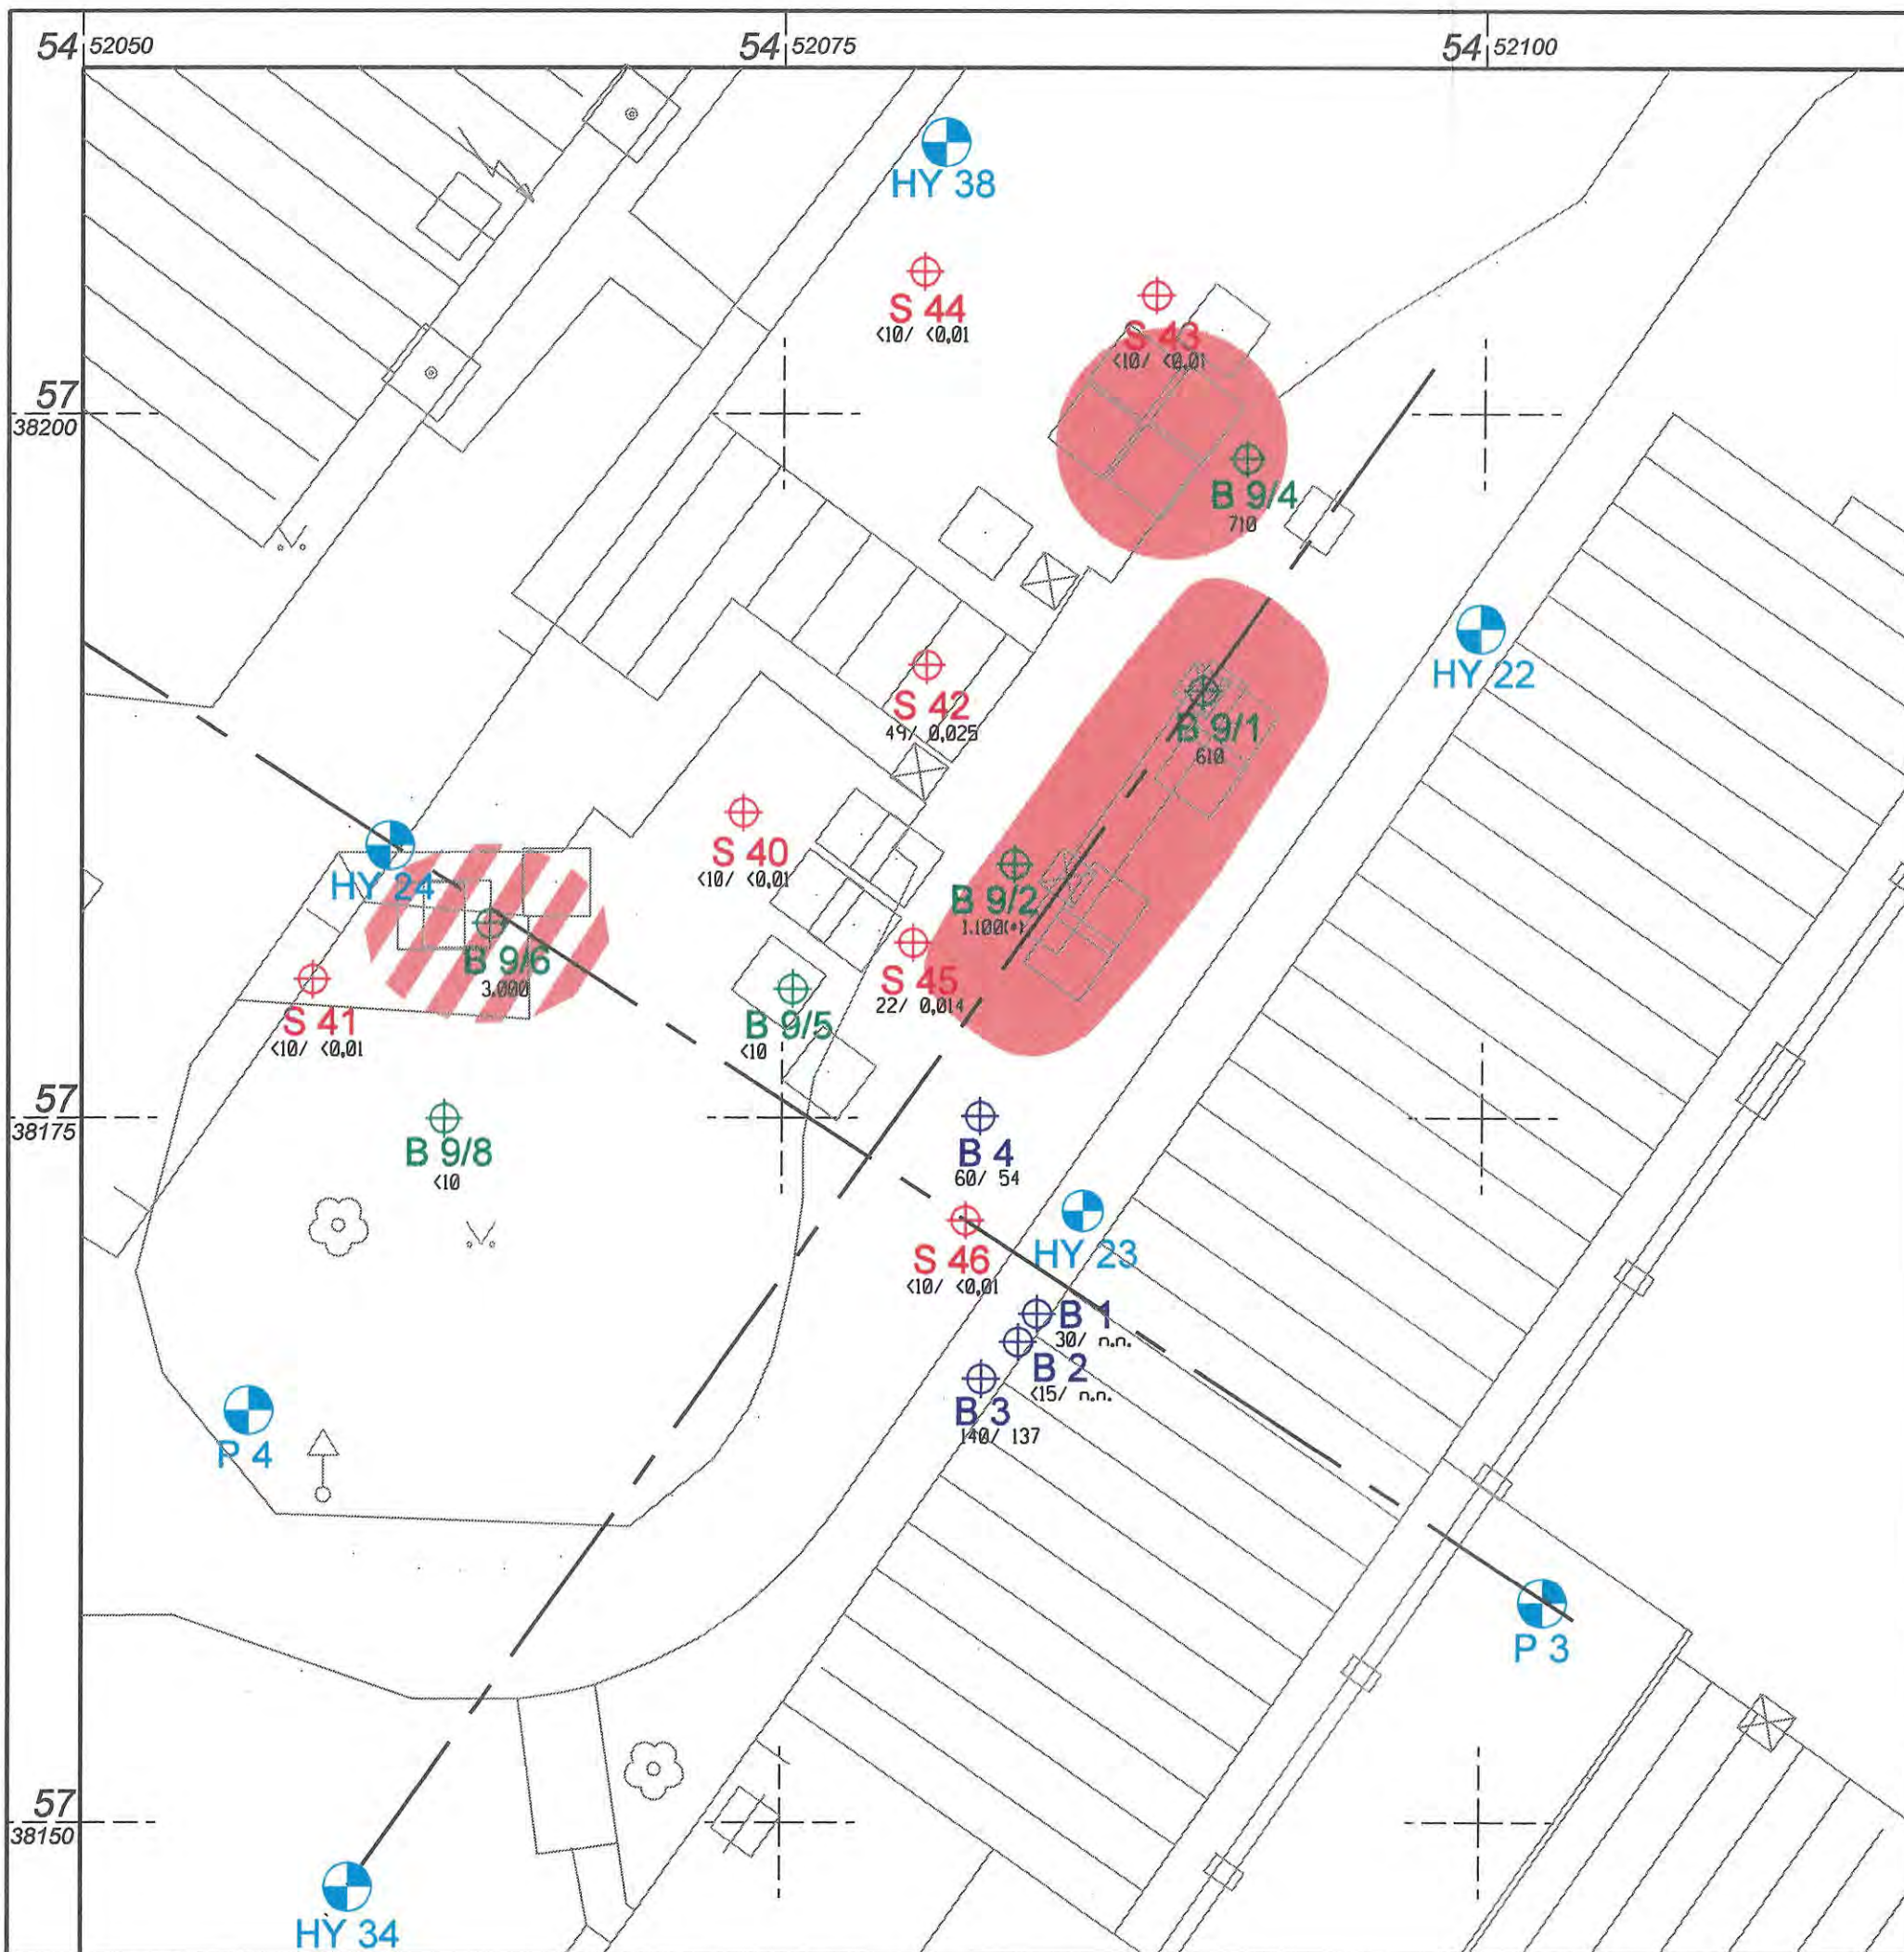 54 52050
54 52075
54 52100
HY 38
S 44
<10/ <0,01
S 43
<10/ <0,01
57
38200
B 9/4
710
HY 22
S 42
49/ 0,025
B 9/1
610
S 40
<10/ <0,01
HY 24
B 9/2
1.100(*)
B 9/6
3.000
S 45
22/ 0,014
S 41
<10/ <0,01
B 9/5
<10
57
38175
B 9/8
<10
B 4
60/ 54
S 46
<10/ <0,01
HY 23
B 1
30/ n.n.
B 2
<15/ n.n.
B 3
140/ 137
P 4
P 3
57
38150
HY 34